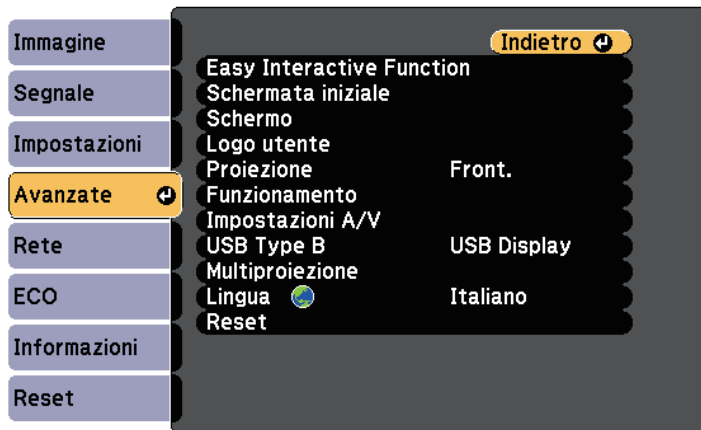 Immagine
Segnale
Impostazioni
Avanzate
Rete
ECO
Informazioni
Reset
Indietro
Easy Interactive Function
Schermata iniziale
Schermo
Logo utente
Proiezione Front.
Funzionamento
Impostazioni A/V
USB Type B USB Display
Multiproiezione
Lingua Italiano
Reset